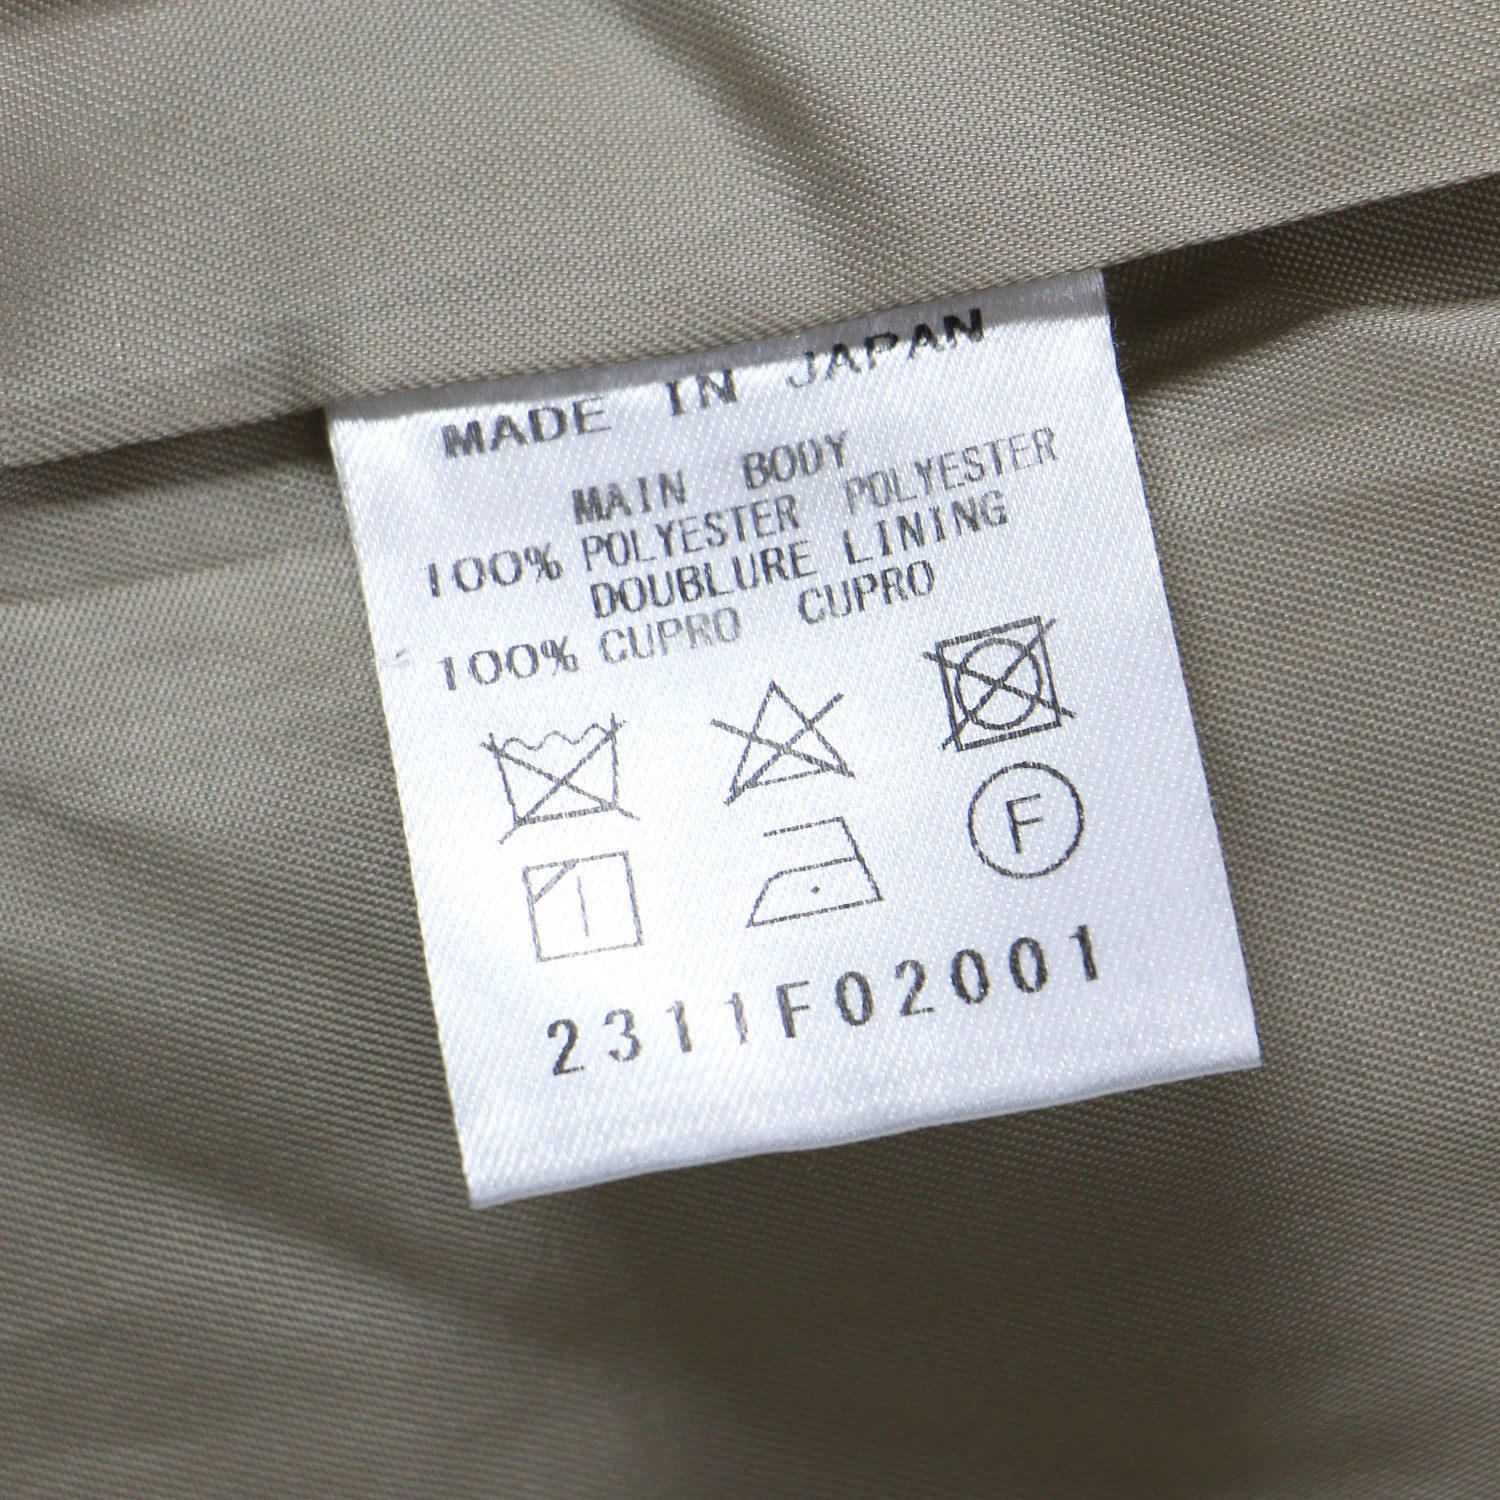 MADE IN JAPAN
MAIN BODY
100% POLYESTER POLYESTER
DOUBLURE LINING
100% CUPRO CUPRO
F
2311F02001